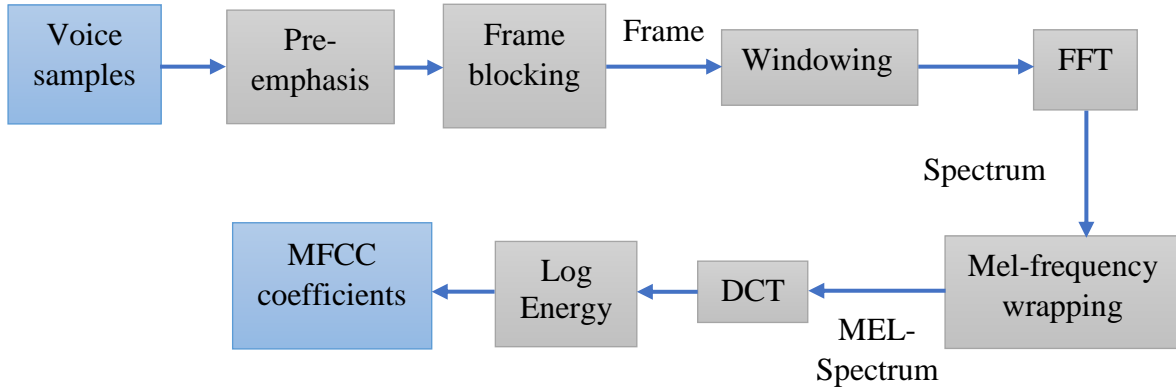 Voice
samples
Pre-
emphasis
Frame
blocking
Frame
Windowing
FFT
Spectrum
Mel-frequency
wrapping
MEL-
Spectrum
DCT
Log
Energy
MFCC
coefficients